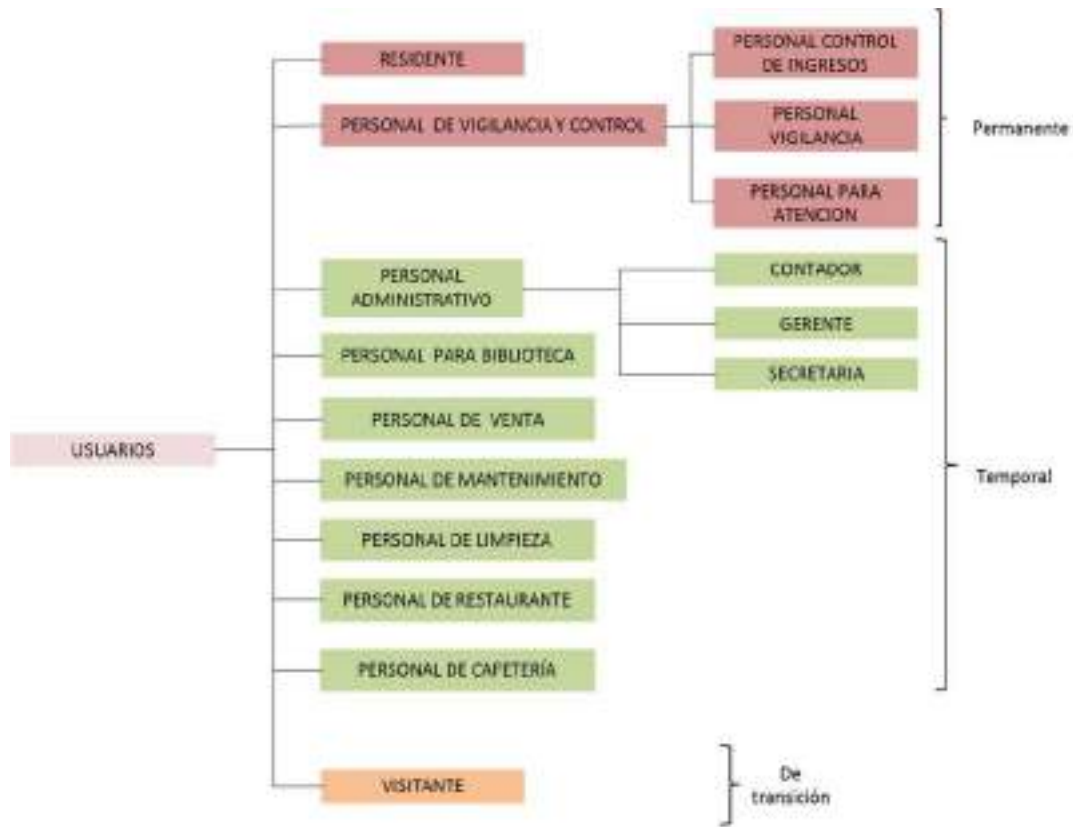 RESIDENTE
PERSONAL DE VIGILANCIA Y CONTROL
PERSONAL CONTROL
DE INGRESOS
PERSONAL
VIGILANCIA
PERSONAL PARA
ATENCION
Permanente
PERSONAL
ADMINISTRATIVO
CONTADOR
GERENTE
SECRETARIA
PERSONAL PARA BIBLIOTECA
PERSONAL DE VENTA
USUARIOS
PERSONAL DE MANTENIMIENTO
PERSONAL DE LIMPIEZA
PERSONAL DE RESTAURANTE
PERSONAL DE CAFETERÍA
Temporal
VISITANTE
De
transición